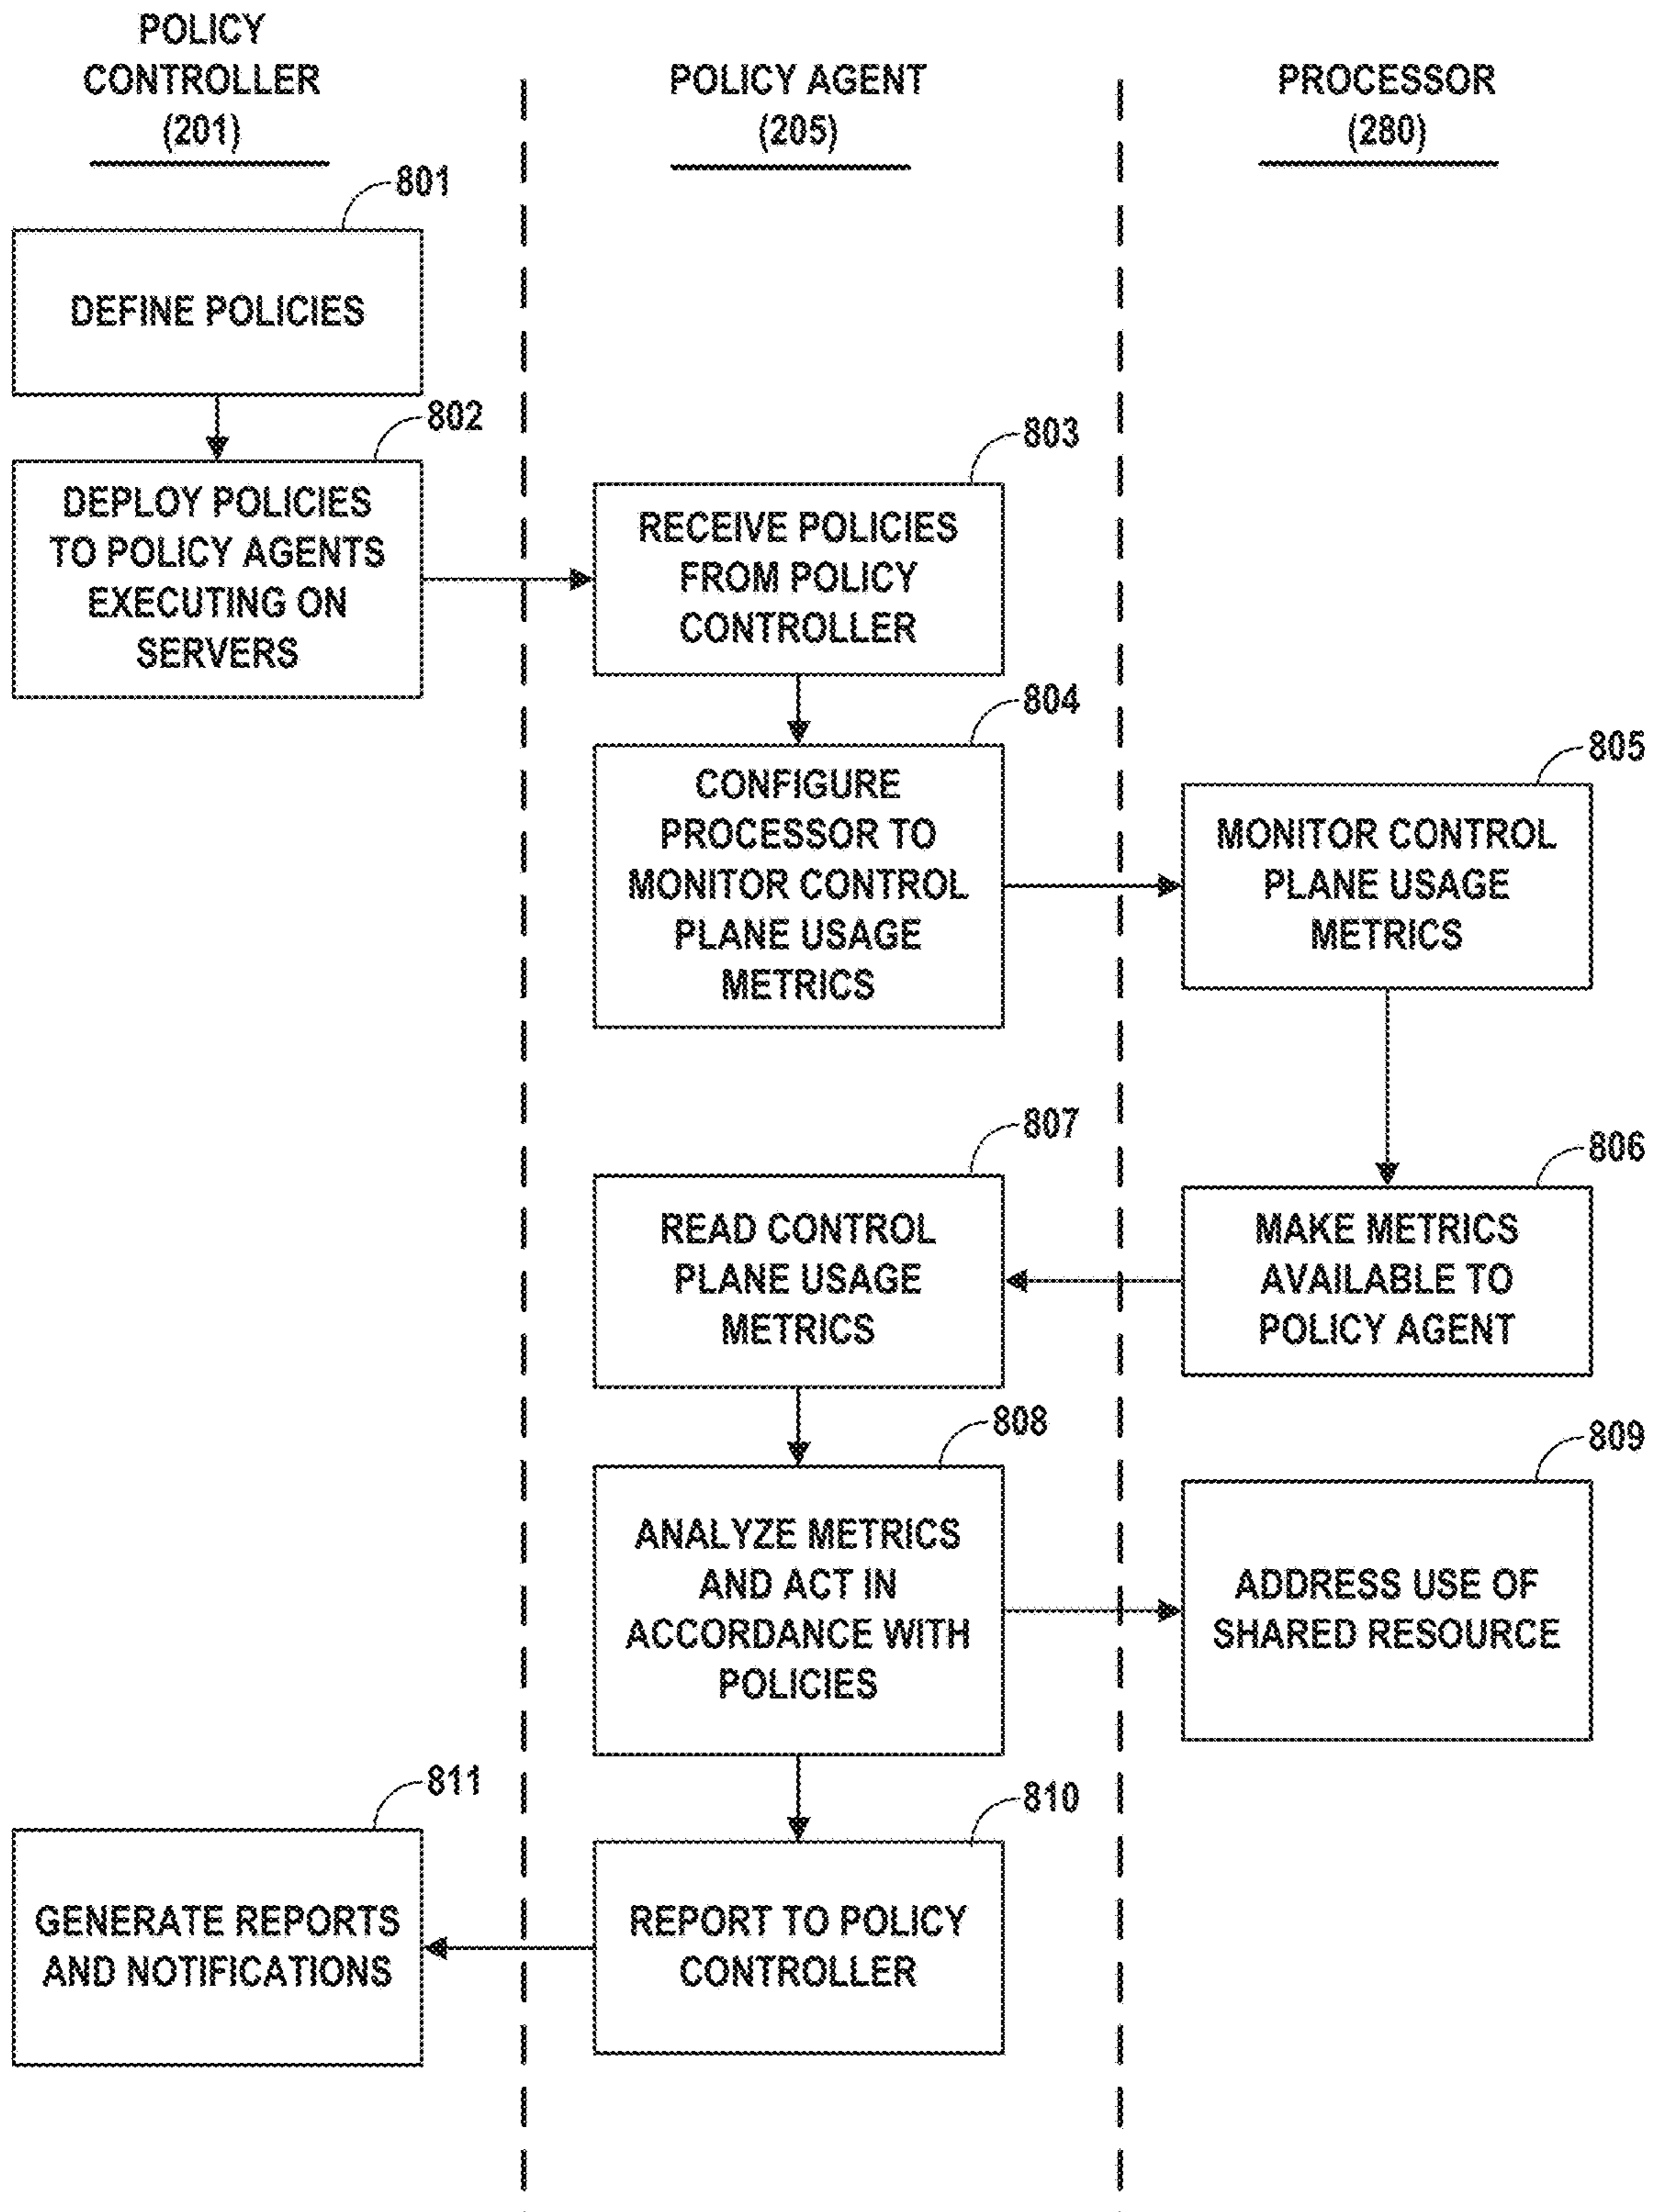 POLICY
CONTROLLER
(201)
POLICY AGENT
(205)
PROCESSOR
(280)
801
DEFINE POLICIES
802
DEPLOY POLICIES
TO POLICY AGENTS
EXECUTING ON
SERVERS
803
RECEIVE POLICIES
FROM POLICY
CONTROLLER
804
CONFIGURE
PROCESSOR TO
MONITOR CONTROL
PLANE USAGE
METRICS
805
MONITOR CONTROL
PLANE USAGE
METRICS
806
MAKE METRICS
AVAILABLE TO
POLICY AGENT
807
READ CONTROL
PLANE USAGE
METRICS
808
ANALYZE METRICS
AND ACT IN
ACCORDANCE WITH
POLICIES
809
ADDRESS USE OF
SHARED RESOURCE
810
REPORT TO POLICY
CONTROLLER
811
GENERATE REPORTS
AND NOTIFICATIONS